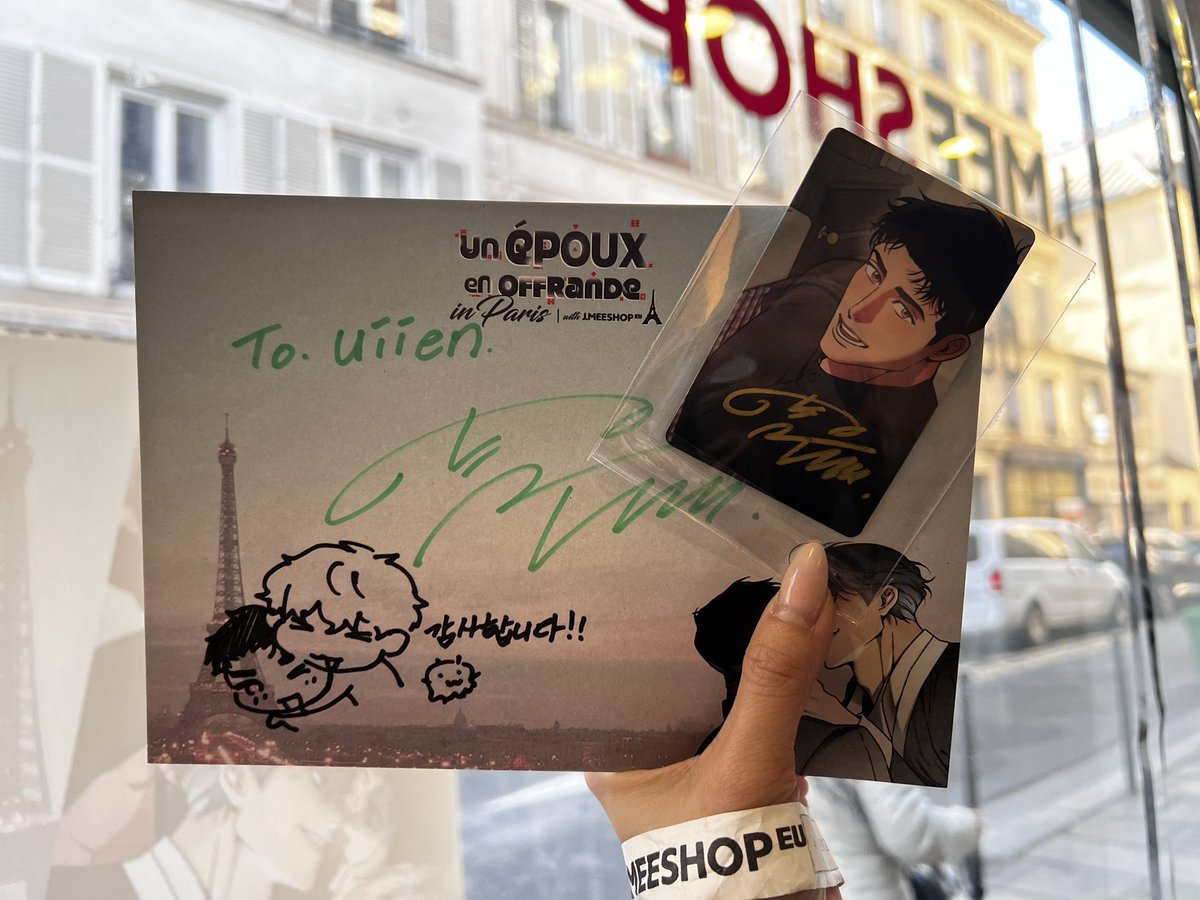 SHOP
MEES
un époux
en offrande
in Paris | with J.MEESHOP EU
To. uiien.
감사합니다!!
MEESHOP EU